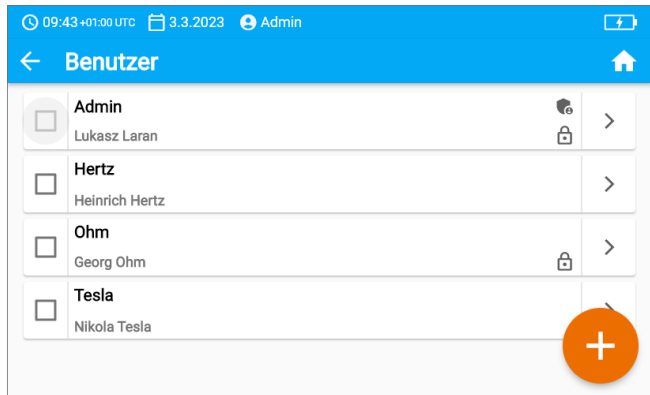 09:43+01:00 UTC 3.3.2023 Admin
Benutzer
Admin
Lukasz Laran
Hertz
Heinrich Hertz
Ohm
Georg Ohm
Tesla
Nikola Tesla